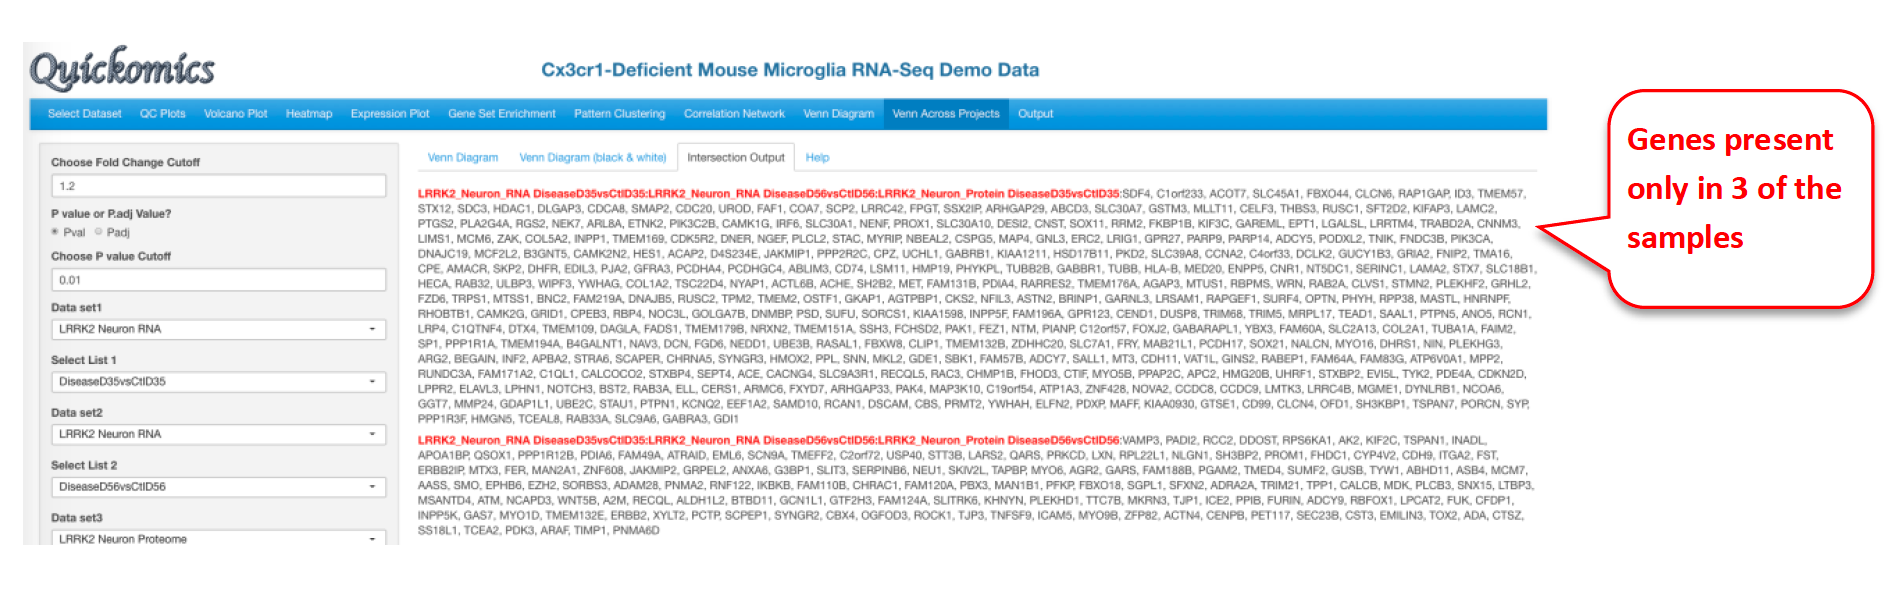 Quickomics
Cx3cr1-Deficient Mouse Microglia RNA-Seq Demo Data
Select Dataset QC Plots Volcano Plot Heatmap Expression Plot Gene Set Enrichment Pattern Clustering Correlation Network Venn Diagram Venn Across Projects Output
Choose Fold Change Cutoff
1.2
P value or P.adj Value?
Pval Padj
Choose P value Cutoff
0.01
Data set1
LRRK2 Neuron RNA
Select List 1
DiseaseD35vsCtlD35
Data set2
LRRK2 Neuron RNA
Select List 2
DiseaseD56vsCtlD56
Data set3
LRRK2 Neuron Proteome
Venn Diagram Venn Diagram (black & white) Intersection Output Help
LRRK2_Neuron_RNA DiseaseD35vsCtlD35:LRRK2_Neuron_RNA DiseaseD56vsCtlD56:LRRK2_Neuron_Protein DiseaseD35vsCtlD35:SDF4, C1orf233, ACOT7, SLC45A1, FBXO44, CLCN6, RAP1GAP, ID3, TMEM57,
STX12, SDC3, HDAC1, DLGAP3, CDCA8, SMAP2, CDC20, UROD, FAF1, COA7, SCP2, LRRC42, FPGT, SSX2IP, ARHGAP29, ABCD3, SLC30A7, GSTM3, MLLT11, CELF3, THBS3, RUSC1, SFT2D2, KIFAP3, LAMC2,
PTGS2, PLA2G4A, RGS2, NEK7, ARL8A, ETNK2, PIK3C2B, CAMK1G, IRF6, SLC30A1, NENF, PROX1, SLC30A10, DESI2, CNST, SOX11, RRM2, FKBP1B, KIF3C, GAREML, EPT1, LGALSL, LRRTM4, TRABD2A, CNNM3,
LIMS1, MCM6, ZAK, COL5A2, INPP1, TMEM169, CDK5R2, DNER, NGEF, PLCL2, STAC, MYRIP, NBEAL2, CSPG5, MAP4, GNL3, ERC2, LRIG1, GPR27, PARP9, PARP14, ADCY5, PODXL2, TNIK, FNDC3B, PIK3CA,
DNAJC19, MCF2L2, B3GNT5, CAMK2N2, HES1, ACAP2, D4S234E, JAKMIP1, PPP2R2C, CPZ, UCHL1, GABRB1, KIAA1211, HSD17B11, PKD2, SLC39A8, CCNA2, C4orf33, DCLK2, GUCY1B3, GRIA2, FNIP2, TMA16,
CPE, AMACR, SKP2, DHFR, EDIL3, PJA2, GFRA3, PCDHA4, PCDHGC4, ABLIM3, CD74, LSM11, HMP19, PHYKPL, TUBB2B, GABBR1, TUBB, HLA-B, MED20, ENPP5, CNR1, NT5DC1, SERINC1, LAMA2, STX7, SLC18B1,
HECA, RAB32, ULBP3, WIPF3, YWHAG, COL1A2, TSC22D4, NYAP1, ACTL6B, ACHE, SH2B2, MET, FAM131B, PDIA4, RARRES2, TMEM176A, AGAP3, MTUS1, RBPMS, WRN, RAB2A, CLVS1, STMN2, PLEKHF2, GRHL2,
FZD6, TRPS1, MTSS1, BNC2, FAM219A, DNAJB5, RUSC2, TPM2, TMEM2, OSTF1, GKAP1, AGTPBP1, CKS2, NFIL3, ASTN2, BRINP1, GARNL3, LRSAM1, RAPGEF1, SURF4, OPTN, PHYH, RPP38, MASTL, HNRNPF,
RHOBTB1, CAMK2G, GRID1, CPEB3, RBP4, NOC3L, GOLGA7B, DNMBP, PSD, SUFU, SORCS1, KIAA1598, INPP5F, FAM196A, GPR123, CEND1, DUSP8, TRIM68, TRIM5, MRPL17, TEAD1, SAAL1, PTPN5, ANO5, RCN1,
LRP4, C1QTNF4, DTX4, TMEM109, DAGLA, FADS1, TMEM179B, NRXN2, TMEM151A, SSH3, FCHSD2, PAK1, FEZ1, NTM, PIANP, C12orf57, FOXJ2, GABARAPL1, YBX3, FAM60A, SLC2A13, COL2A1, TUBA1A, FAIM2,
SP1, PPP1R1A, TMEM194A, B4GALNT1, NAV3, DCN, FGD6, NEDD1, UBE3B, RASAL1, FBXW8, CLIP1, TMEM132B, ZDHHC20, SLC7A1, FRY, MAB21L1, PCDH17, SOX21, NALCN, MYO16, DHRS1, NIN, PLEKHG3,
ARG2, BEGAIN, INF2, APBA2, STRA6, SCAPER, CHRNA5, SYNGR3, HMOX2, PPL, SNN, MKL2, GDE1, SBK1, FAM57B, ADCY7, SALL1, MT3, CDH11, VAT1L, GINS2, RABEP1, FAM64A, FAM83G, ATP6V0A1, MPP2,
RUNDC3A, FAM171A2, C1QL1, CALCOCO2, STXBP4, SEPT4, ACE, CACNG4, SLC9A3R1, RECQL5, RAC3, CHMP1B, FHOD3, CTIF, MYO5B, PPAP2C, APC2, HMG20B, UHRF1, STXBP2, EVI5L, TYK2, PDE4A, CDKN2D,
LPPR2, ELAVL3, LPHN1, NOTCH3, BST2, RAB3A, ELL, CERS1, ARMC6, FXYD7, ARHGAP33, PAK4, MAP3K10, C19orf54, ATP1A3, ZNF428, NOVA2, CCDC8, CCDC9, LMTK3, LRRC4B, MGME1, DYNLRB1, NCOA6,
GGT7, MMP24, GDAP1L1, UBE2C, STAU1, PTPN1, KCNQ2, EEF1A2, SAMD10, RCAN1, DSCAM, CBS, PRMT2, YWHAH, ELFN2, PDXP, MAFF, KIAA0930, GTSE1, CD99, CLCN4, OFD1, SH3KBP1, TSPAN7, PORCN, SYP,
PPP1R3F, HMGN5, TCEAL8, RAB33A, SLC9A6, GABRA3, GDI1
LRRK2_Neuron_RNA DiseaseD35vsCtlD35:LRRK2_Neuron_RNA DiseaseD56vsCtlD56:LRRK2_Neuron_Protein DiseaseD56vsCtlD56:VAMP3, PADI2, RCC2, DDOST, RPS6KA1, AK2, KIF2C, TSPAN1, INADL,
APOA1BP, QSOX1, PPP1R12B, PDIA6, FAM49A, ATRAID, EML6, SCN9A, TMEFF2, C2orf72, USP40, STT3B, LARS2, QARS, PRKCD, LXN, RPL22L1, NLGN1, SH3BP2, PROM1, FHDC1, CYP4V2, CDH9, ITGA2, FST,
ERBB2IP, MTX3, FER, MAN2A1, ZNF608, JAKMIP2, GRPEL2, ANXA6, G3BP1, SLIT3, SERPINB6, NEU1, SKIV2L, TAPBP, MYO6, AGR2, GARS, FAM188B, PGAM2, TMED4, SUMF2, GUSB, TYW1, ABHD11, ASB4, MCM7,
AASS, SMO, EPHB6, EZH2, SORBS3, ADAM28, PNMA2, RNF122, IKBKB, FAM110B, CHRAC1, FAM120A, PBX3, MAN1B1, PFKP, FBXO18, SGPL1, SFXN2, ADRA2A, TRIM21, TPP1, CALCB, MDK, PLCB3, SNX15, LTBP3,
MSANTD4, ATM, NCAPD3, WNT5B, A2M, RECQL, ALDH1L2, BTBD11, GCN1L1, GTF2H3, FAM124A, SLITRK6, KHNYN, PLEKHD1, TTC7B, MKRN3, TJP1, ICE2, PPIB, FURIN, ADCY9, RBFOX1, LPCAT2, FUK, CFDP1,
INPP5K, GAS7, MYO1D, TMEM132E, ERBB2, XYLT2, PCTP, SCPEP1, SYNGR2, CBX4, OGFOD3, ROCK1, TJP3, TNFSF9, ICAM5, MYO9B, ZFP82, ACTN4, CENPB, PET117, SEC23B, CST3, EMILIN3, TOX2, ADA, CTSZ,
SS18L1, TCEA2, PDK3, ARAF, TIMP1, PNMA6D
Genes present
only in 3 of the
samples